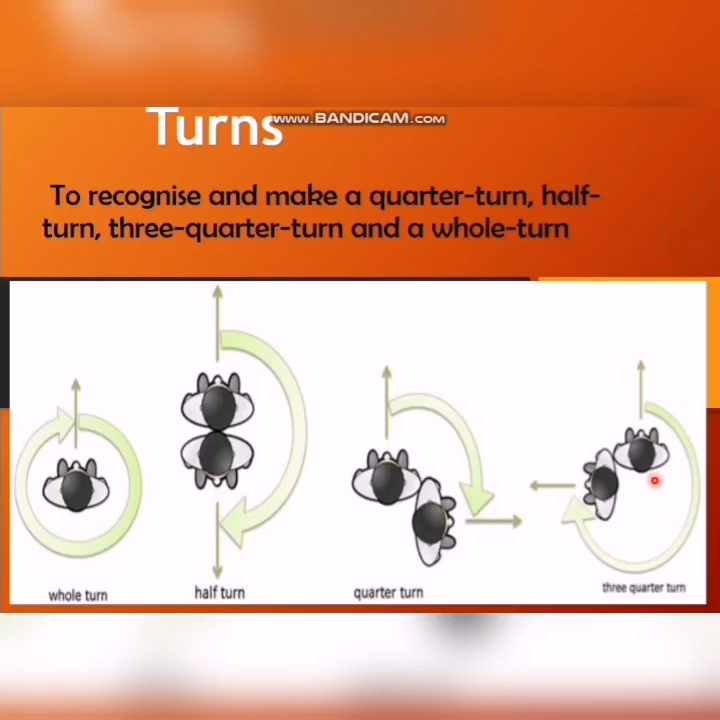 Turns
www.BANDICAM.com
To recognise and make a quarter-turn, half-
turn, three-quarter-turn and a whole-turn
whole turn
half turn
quarter turn
three quarter turn